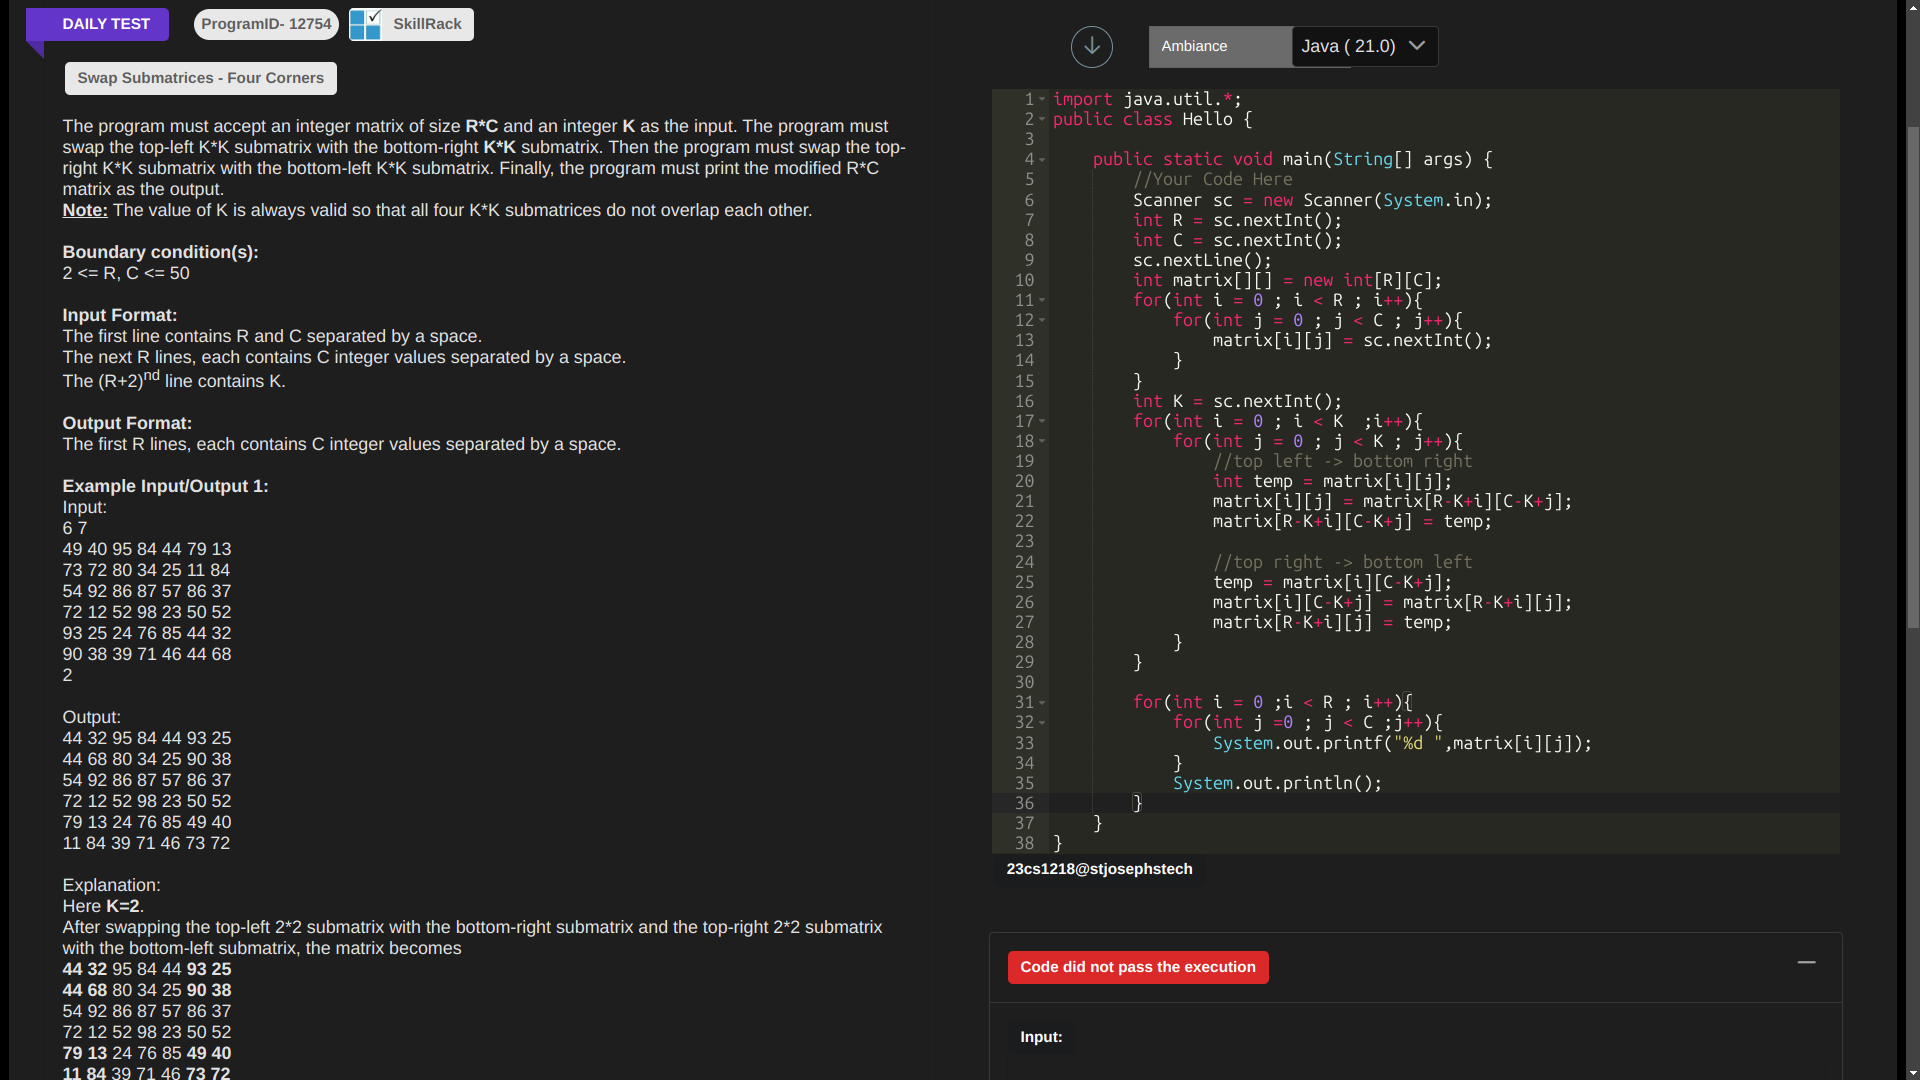 DAILY TEST
ProgramID- 12754
SkillRack
Swap Submatrices - Four Corners
The program must accept an integer matrix of size R*C and an integer K as the input. The program must
swap the top-left K*K submatrix with the bottom-right K*K submatrix. Then the program must swap the top-
right K*K submatrix with the bottom-left K*K submatrix. Finally, the program must print the modified R*C
matrix as the output.
Note: The value of K is always valid so that all four K*K submatrices do not overlap each other.
Boundary condition(s):
2 <= R, C <= 50
Input Format:
The first line contains R and C separated by a space.
The next R lines, each contains C integer values separated by a space.
The (R+2)nd line contains K.
Output Format:
The first R lines, each contains C integer values separated by a space.
Example Input/Output 1:
Input:
6 7
49 40 95 84 44 79 13
73 72 80 34 25 11 84
54 92 86 87 57 86 37
72 12 52 98 23 50 52
93 25 24 76 85 44 32
90 38 39 71 46 44 68
2
Output:
44 32 95 84 44 93 25
44 68 80 34 25 90 38
54 92 86 87 57 86 37
72 12 52 98 23 50 52
79 13 24 76 85 49 40
11 84 39 71 46 73 72
Explanation:
Here K=2.
After swapping the top-left 2*2 submatrix with the bottom-right submatrix and the top-right 2*2 submatrix
with the bottom-left submatrix, the matrix becomes
44 32 95 84 44 93 25
44 68 80 34 25 90 38
54 92 86 87 57 86 37
72 12 52 98 23 50 52
79 13 24 76 85 49 40
11 84 39 71 46 73 72
Ambiance
Java ( 21.0)
1 import java.util.*;
2 public class Hello {
3
4     public static void main(String[] args) {
5         //Your Code Here
6         Scanner sc = new Scanner(System.in);
7         int R = sc.nextInt();
8         int C = sc.nextInt();
9         sc.nextLine();
10         int matrix[][] = new int[R][C];
11         for(int i = 0 ; i < R ; i++){
12             for(int j = 0 ; j < C ; j++){
13                 matrix[i][j] = sc.nextInt();
14             }
15         }
16         int K = sc.nextInt();
17         for(int i = 0 ; i < K  ;i++){
18             for(int j = 0 ; j < K ; j++){
19                 //top left -> bottom right
20                 int temp = matrix[i][j];
21                 matrix[i][j] = matrix[R-K+i][C-K+j];
22                 matrix[R-K+i][C-K+j] = temp;
23
24                 //top right -> bottom left
25                 temp = matrix[i][C-K+j];
26                 matrix[i][C-K+j] = matrix[R-K+i][j];
27                 matrix[R-K+i][j] = temp;
28             }
29         }
30
31         for(int i = 0 ;i < R ; i++){
32             for(int j =0 ; j < C ;j++){
33                 System.out.printf("%d ",matrix[i][j]);
34             }
35             System.out.println();
36         }
37     }
38 }
23cs1218@stjosephstech
Code did not pass the execution
Input: